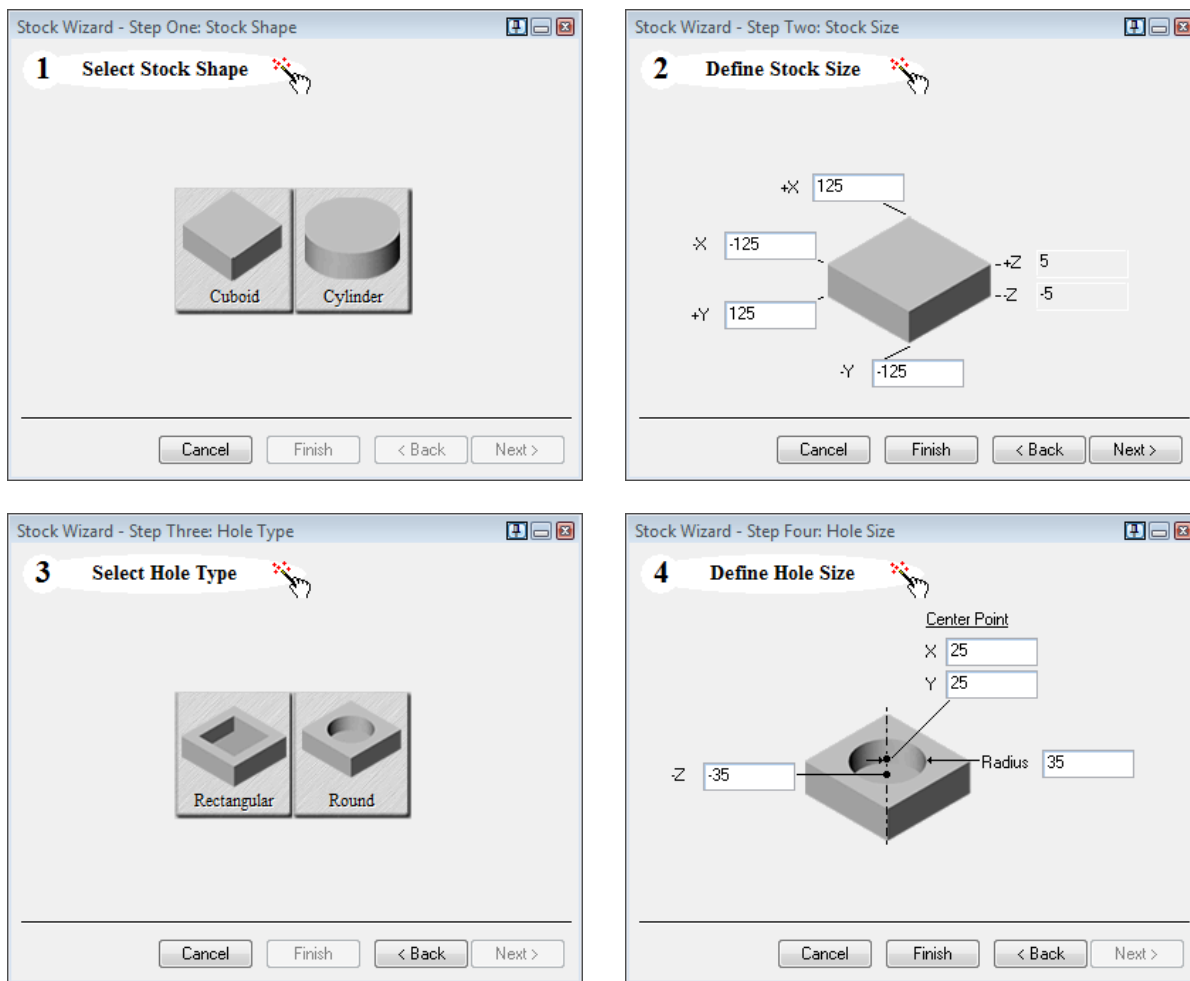 Stock Wizard - Step One: Stock Shape
1 Select Stock Shape
Cuboid
Cylinder
Cancel
Finish
< Back
Next >
Stock Wizard - Step Two: Stock Size
2 Define Stock Size
+X 125
-X -125
+Y 125
-Y -125
+Z 5
-Z -5
Cancel
Finish
< Back
Next >
Stock Wizard - Step Three: Hole Type
3 Select Hole Type
Rectangular
Round
Cancel
Finish
< Back
Next >
Stock Wizard - Step Four: Hole Size
4 Define Hole Size
Center Point
X 25
Y 25
-Z -35
Radius 35
Cancel
Finish
< Back
Next >